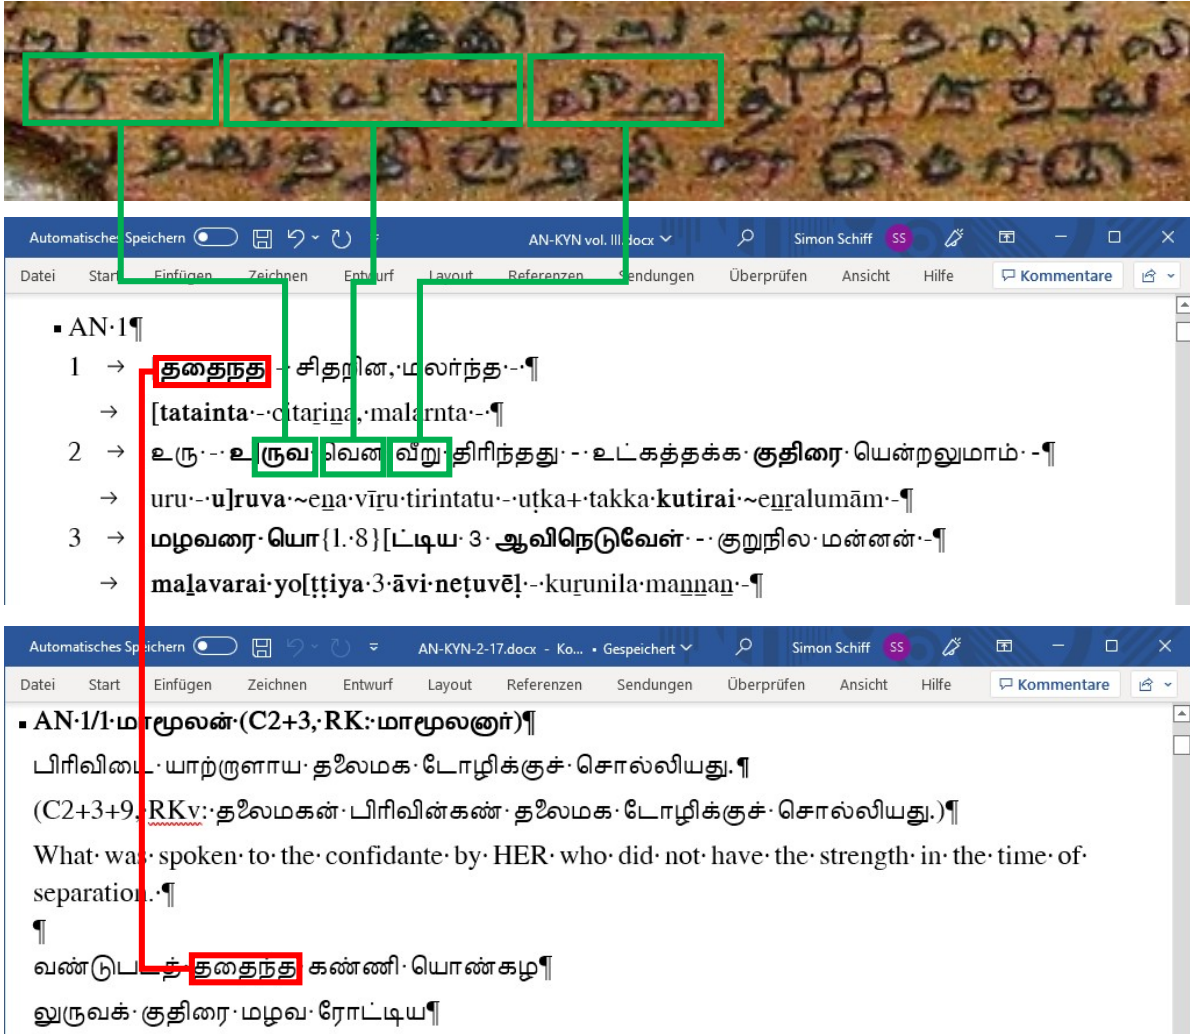 Automatisches Speichern AN-KYN vol. III.docx Simon Schiff SS
Datei Start Einfügen Zeichnen Entwurf Layout Referenzen Sendungen Überprüfen Ansicht Hilfe Kommentare
▪ AN·1¶
1 → ததைநத·-·சிதறின,·மலர்ந்த·-·¶
→ [tatainta·-·citaṟiṉa,·malarnta·-·¶
2 → உரு·-·உ]ருவ·வென·வீறு·திரிந்தது·-·உட்கத்தக்க·குதிரை·யென்றலுமாம்·-¶
→ uru·-·u]ruva·~eṉa·vīṟu·tirintatu·-·uṭka+·takka·kutirai·~eṉṟalumām·-¶
3 → மழவரை·யொ{1.·8}[ட்டிய·3·ஆவிநெடுவேள்·-·குறுநில·மன்னன்·-¶
→ maḻavarai·yo[ṭṭiya·3·āvi·neṭuvēḷ·-·kuṟunila·maṉṉaṉ·-¶
Automatisches Speichern AN-KYN-2-17.docx - Ko... • Gespeichert Simon Schiff SS
Datei Start Einfügen Zeichnen Entwurf Layout Referenzen Sendungen Überprüfen Ansicht Hilfe Kommentare
▪ AN·1/1·மாமூலன்·(C2+3,·RK:·மாமூலனார்)¶
பிரிவிடை·யாற்றாளாய·தலைமக·டோழிக்குச்·சொல்லியது.¶
(C2+3+9,·RKv:·தலைமகன்·பிரிவின்கண்·தலைமக·டோழிக்குச்·சொல்லியது.)¶
What·was·spoken·to·the·confidante·by·HER·who·did·not·have·the·strength·in·the·time·of·
separation.·¶
¶
வண்டுபடத்·ததைந்த·கண்ணி·யொண்கழ¶
லுருவக்·குதிரை·மழவ·ரோட்டிய¶